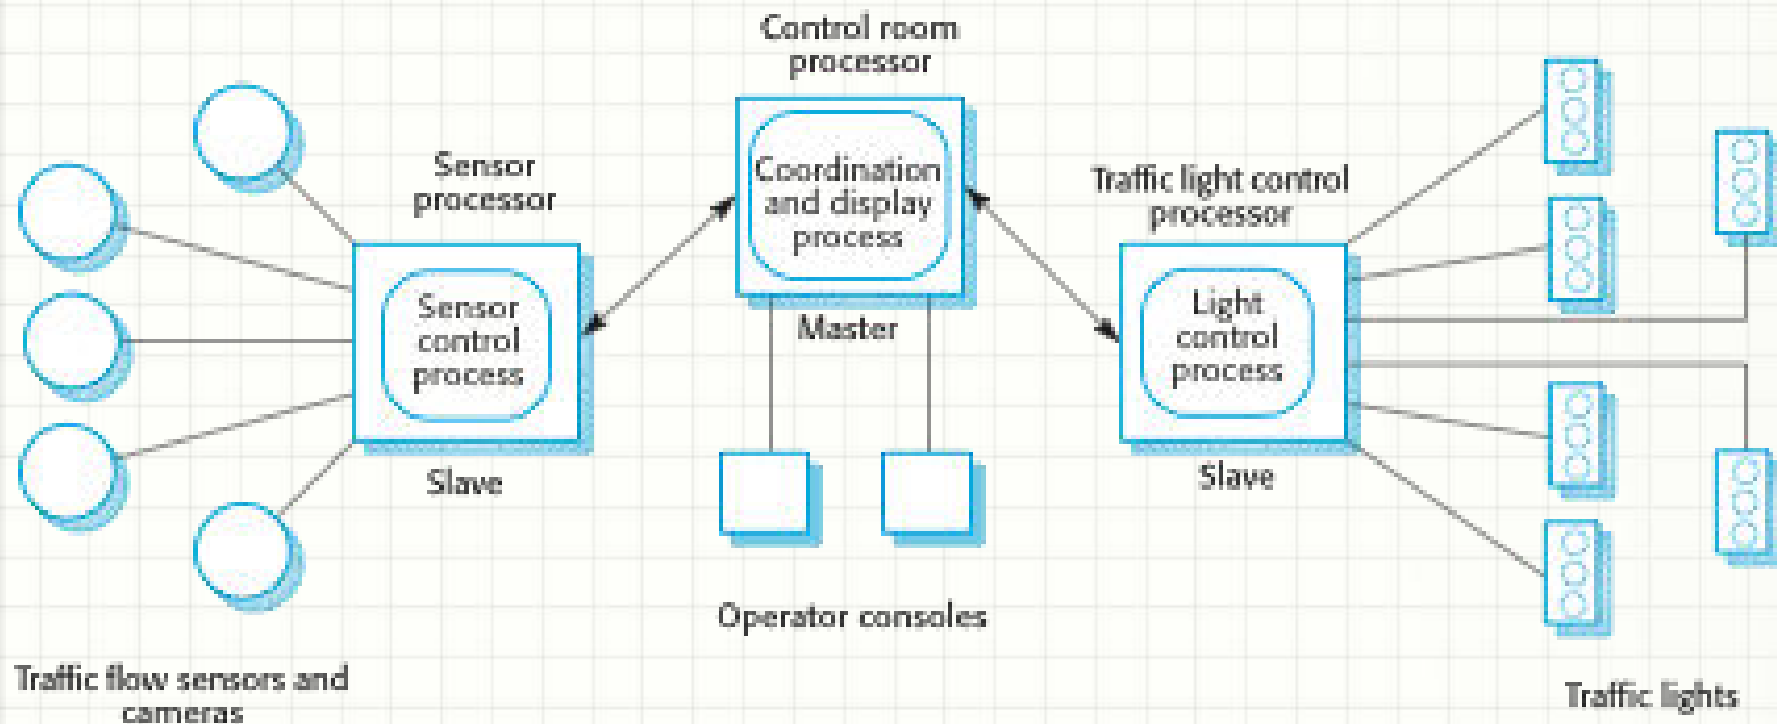 Control room
processor
Sensor
processor
Coordination
and display
process
Traffic light control
processor
Sensor
control
process
Master
Light
control
process
Slave
Slave
Operator consoles
Traffic flow sensors and
cameras
Traffic lights